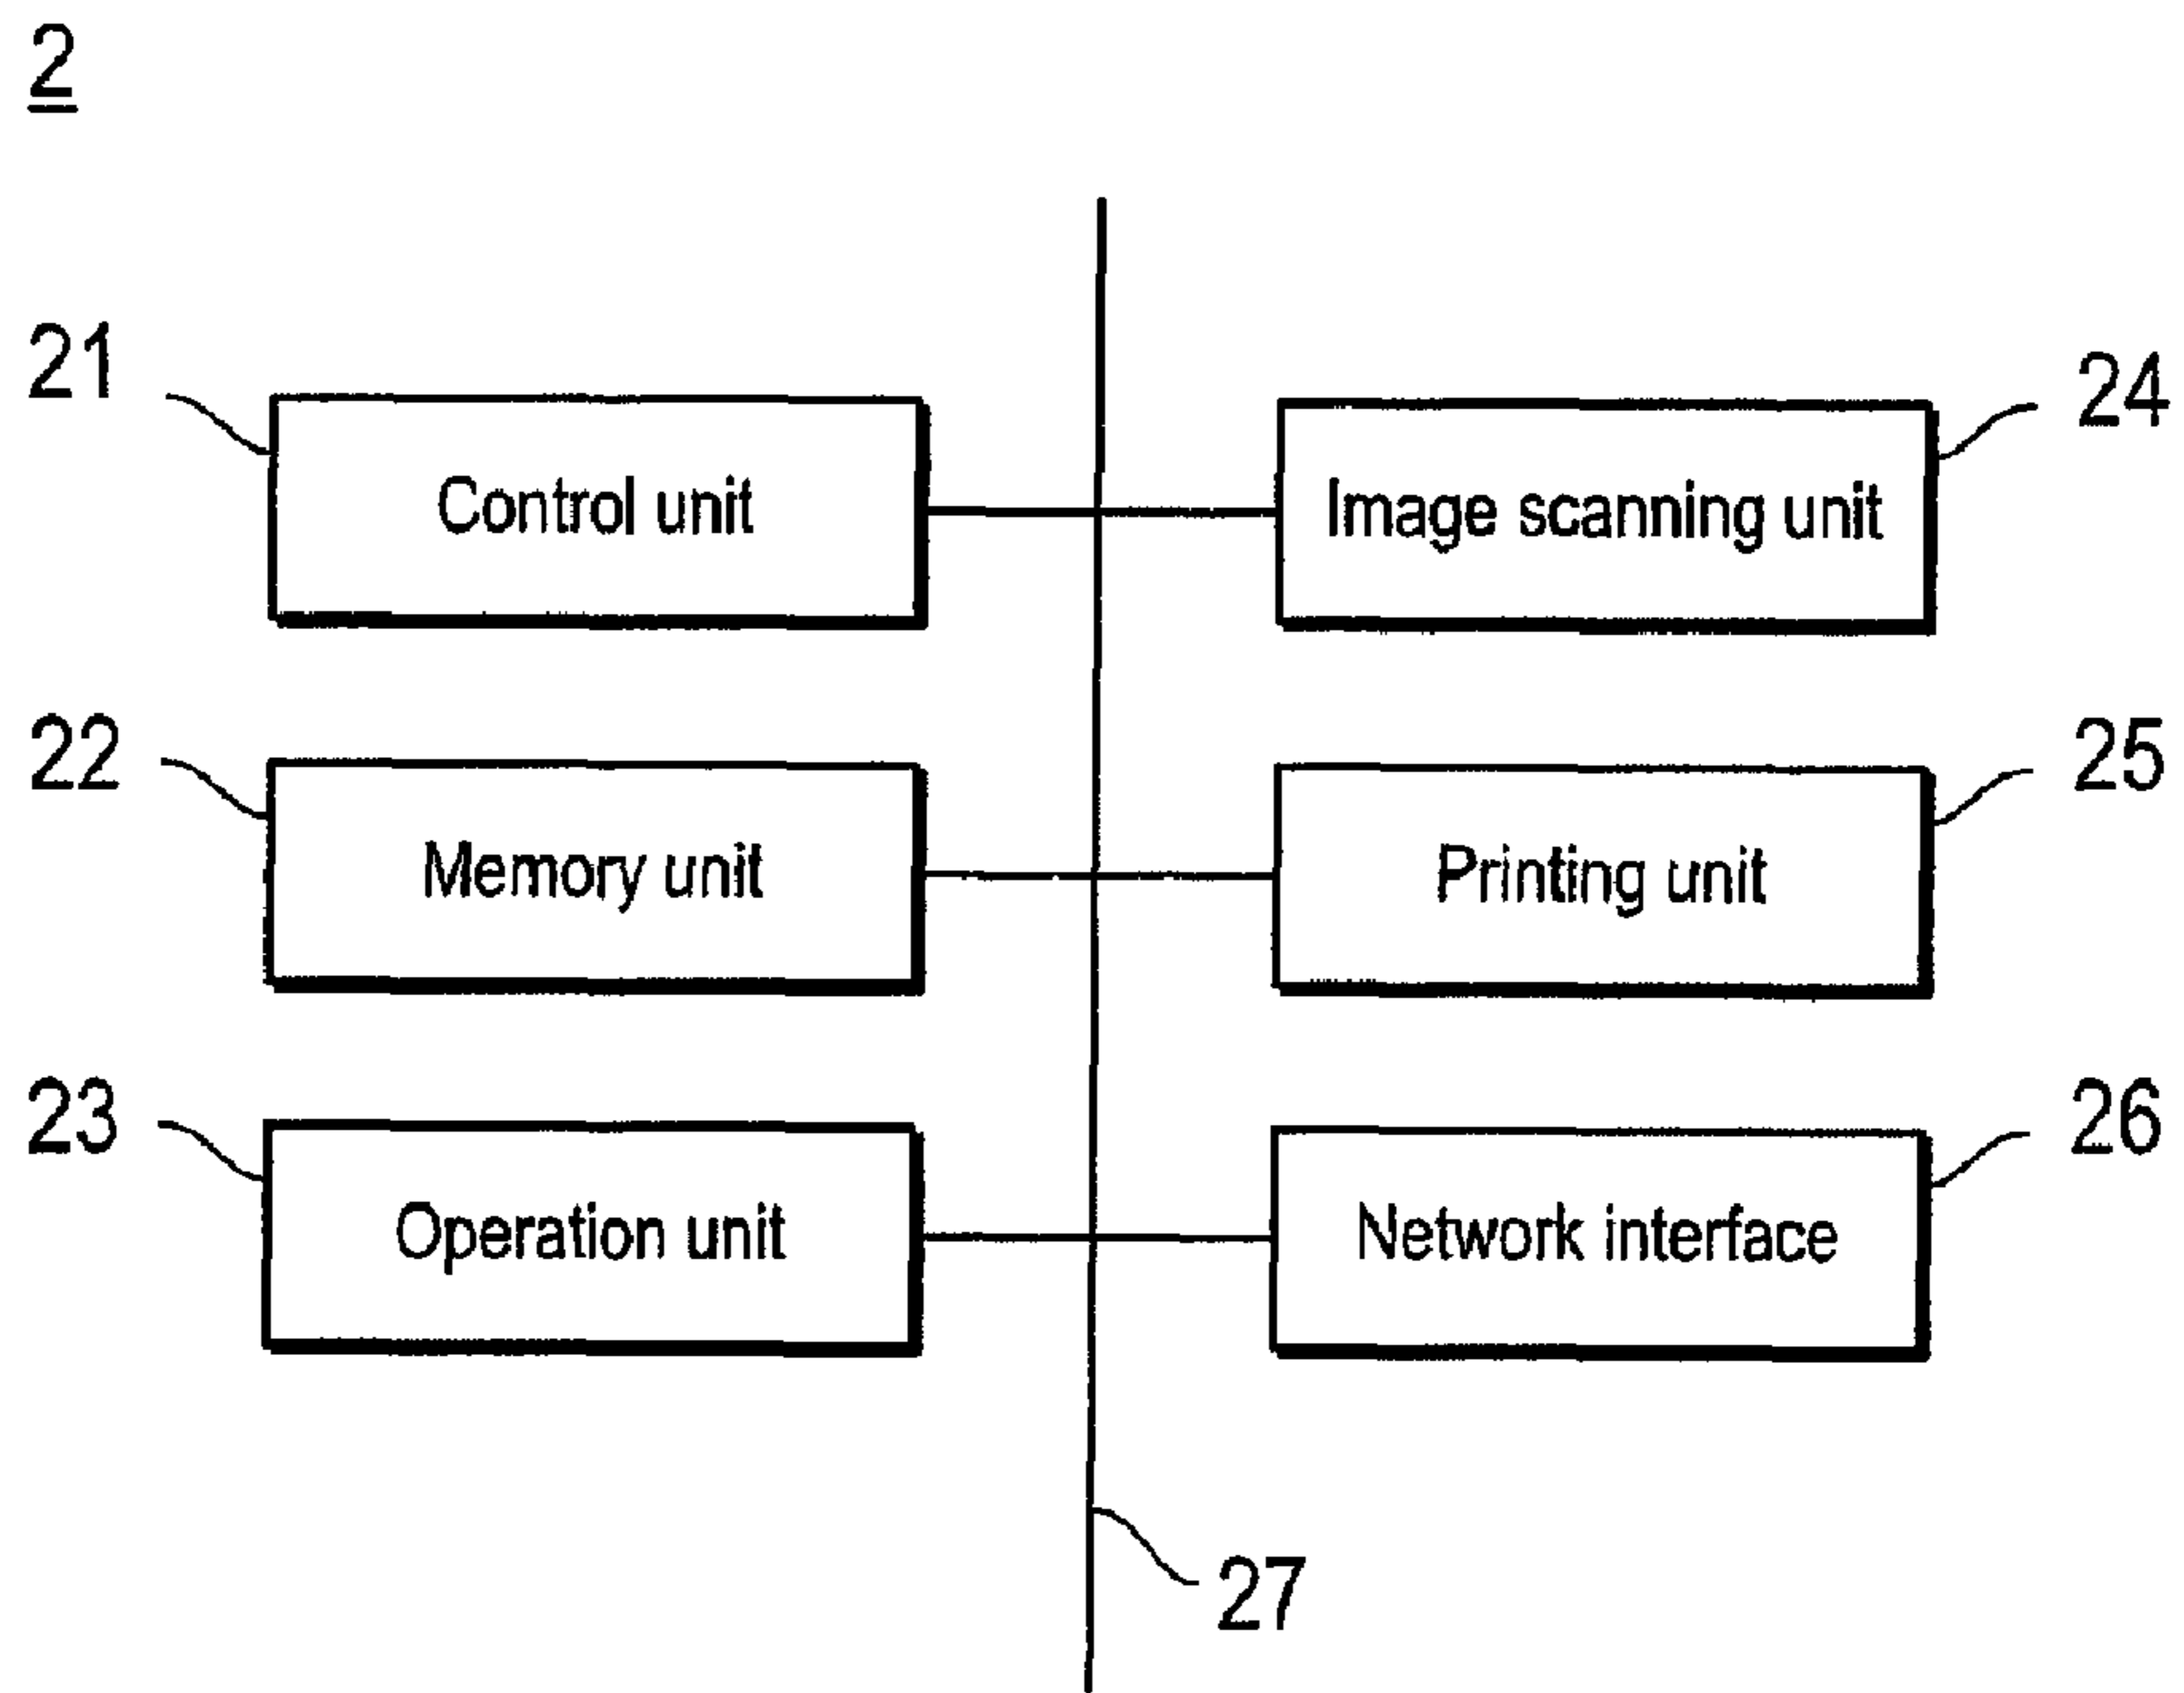 2
21
Control unit
24
Image scanning unit
22
Memory unit
25
Printing unit
23
Operation unit
26
Network interface
27